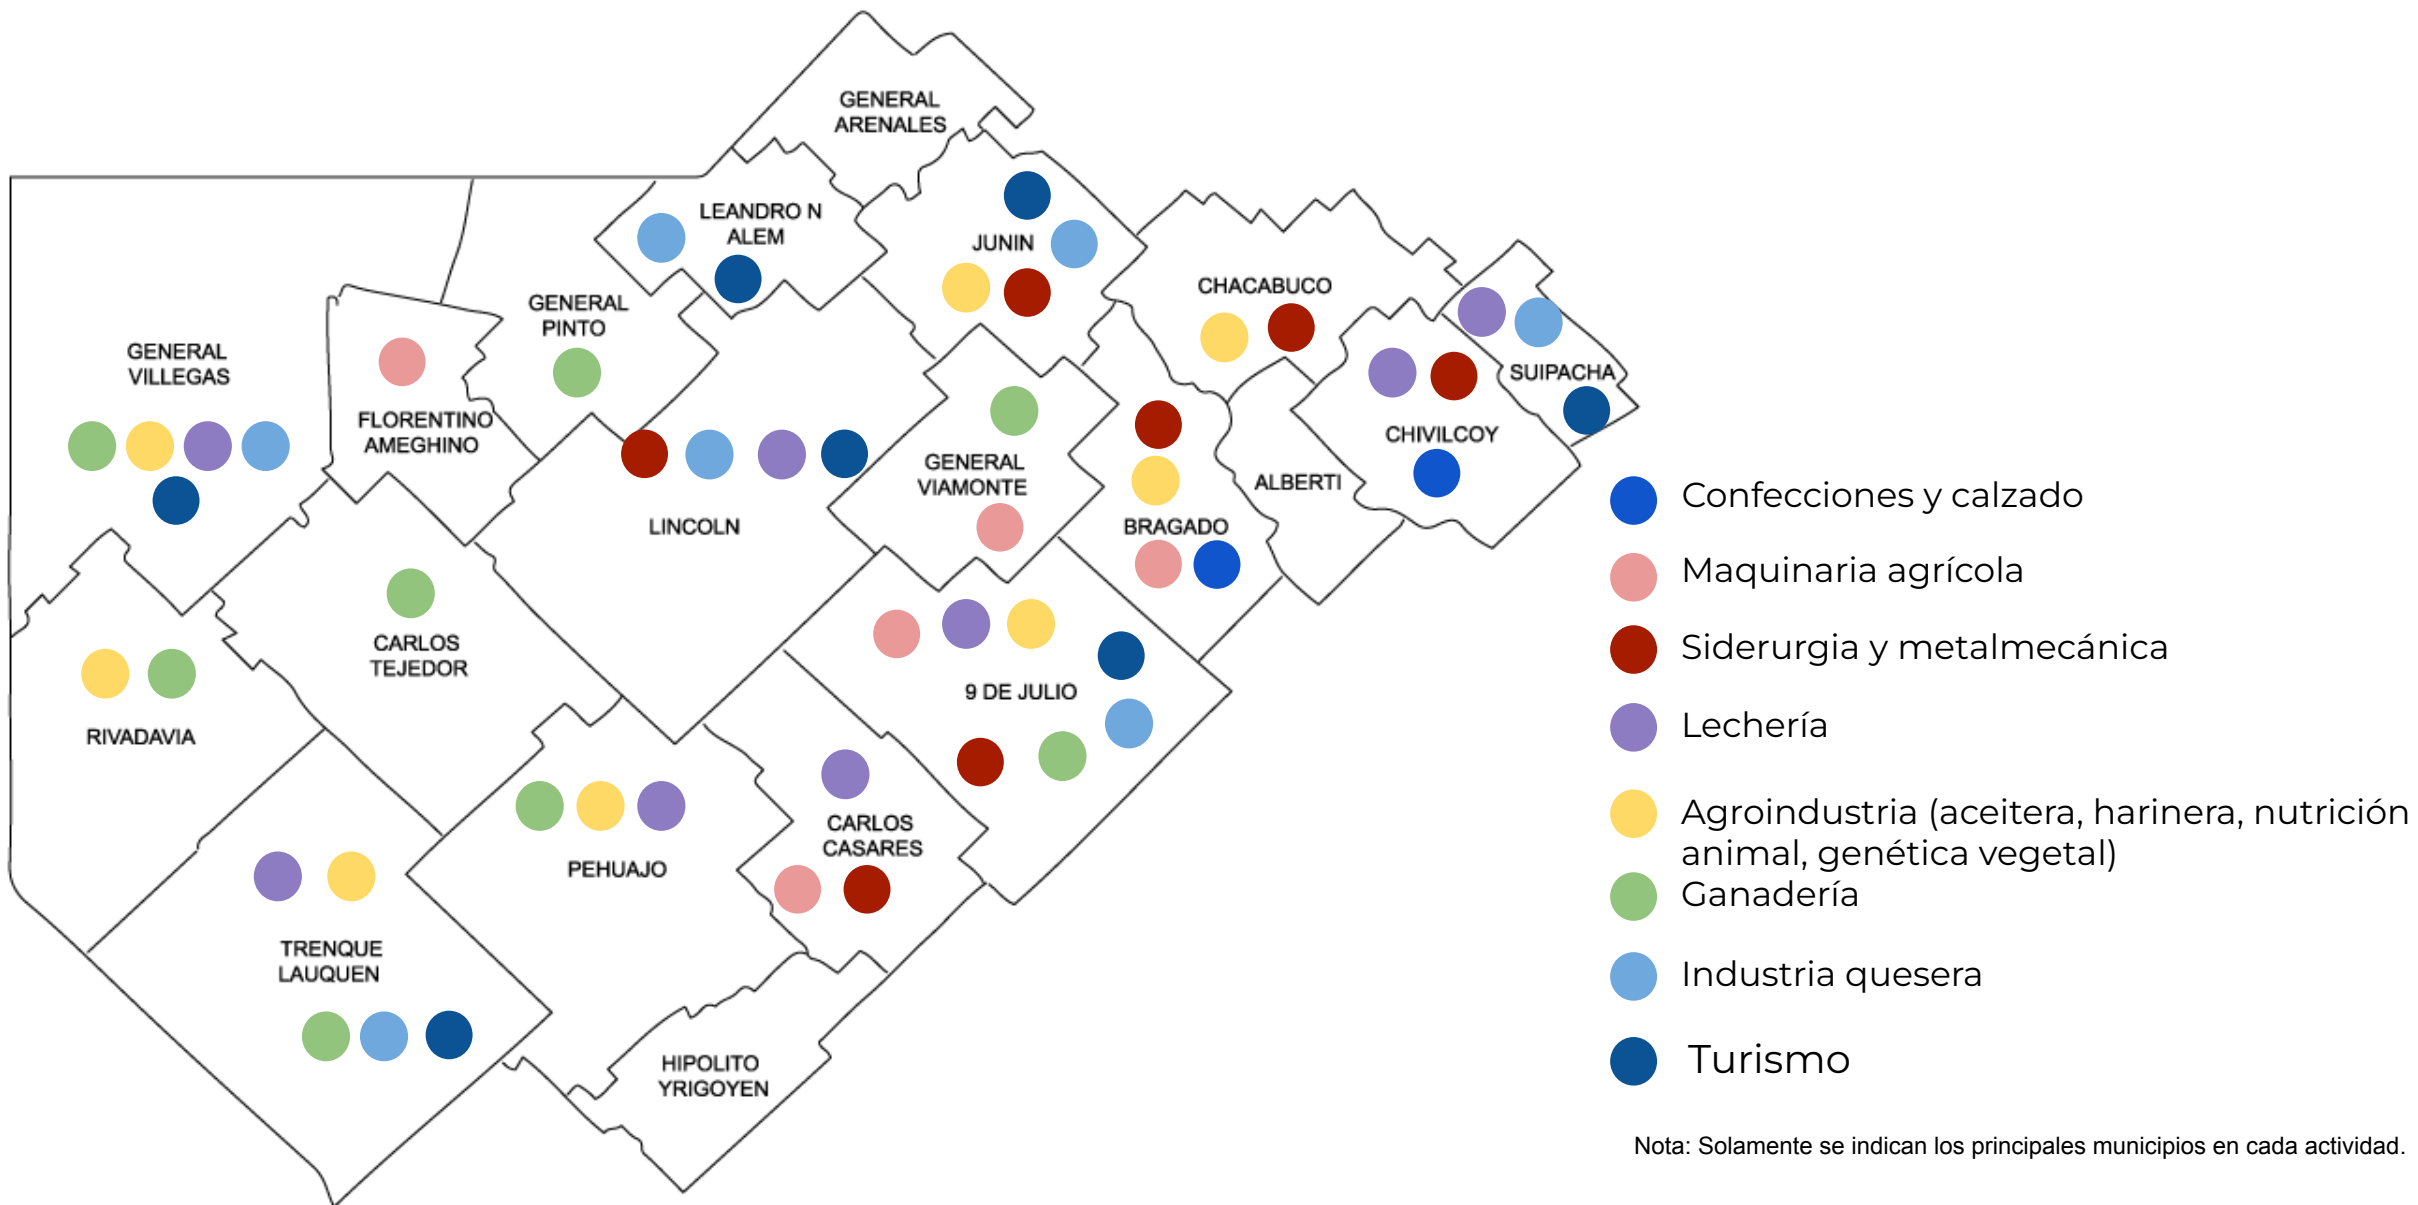 GENERAL
ARENALES
LEANDRO N
ALEM
JUNIN
CHACABUCO
GENERAL
PINTO
GENERAL
VILLEGAS
SUIPACHA
FLORENTINO
AMEGHINO
CHIVILCOY
GENERAL
VIAMONTE
ALBERTI
LINCOLN
BRAGADO
CARLOS
TEJEDOR
9 DE JULIO
RIVADAVIA
CARLOS
CASARES
PEHUAJO
TRENQUE
LAUQUEN
HIPOLITO
YRIGOYEN
Confecciones y calzado
Maquinaria agrícola
Siderurgia y metalmecánica
Lechería
Agroindustria (aceitera, harinera, nutrición
animal, genética vegetal)
Ganadería
Industria quesera
Turismo
Nota: Solamente se indican los principales municipios en cada actividad.